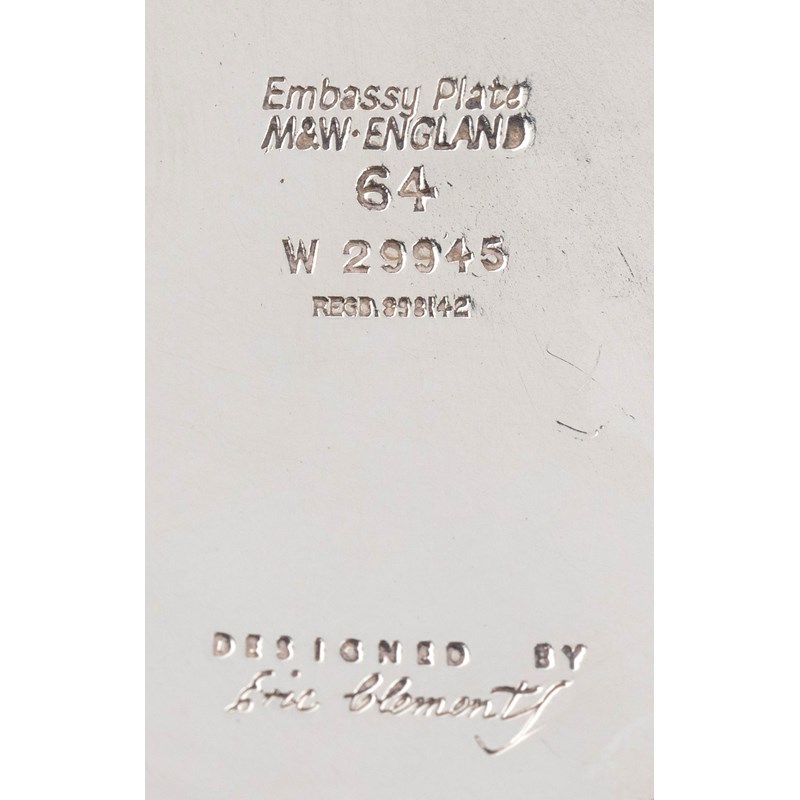 Embassy Plate
M&W·ENGLAND
64
W 29945
REGD. 898142
DESIGNED BY
Eric Clements